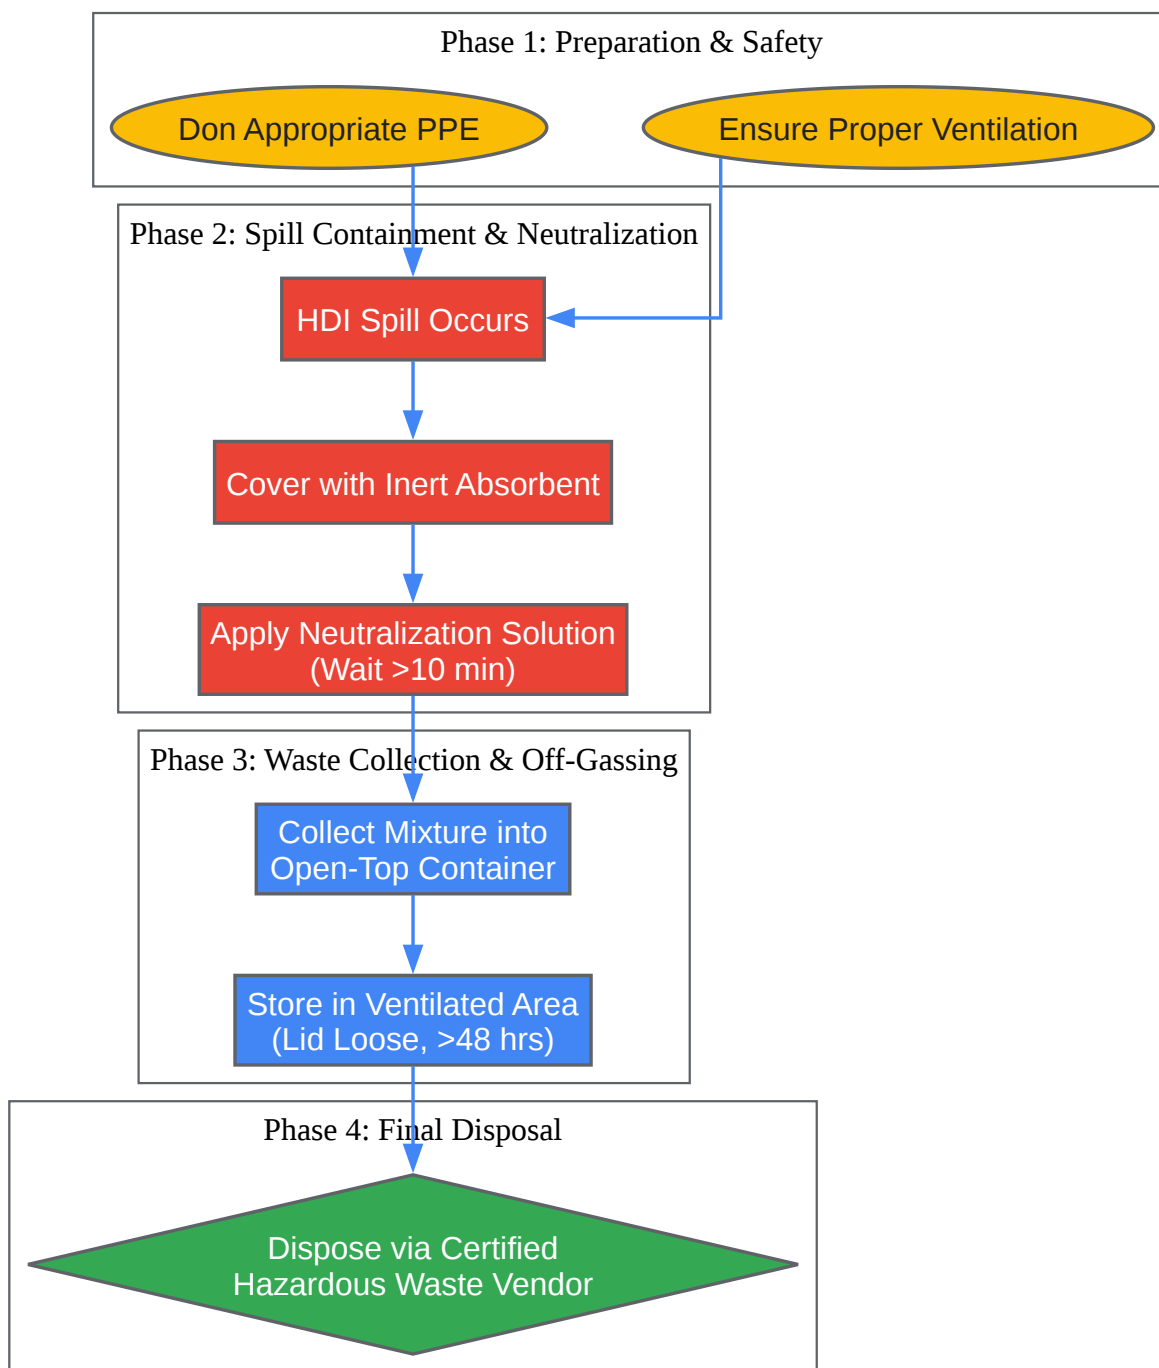 Phase 1: Preparation & Safety
Don Appropriate PPE
Ensure Proper Ventilation
Phase 2: Spill Containment & Neutralization
HDI Spill Occurs
Cover with Inert Absorbent
Apply Neutralization Solution
(Wait >10 min)
Phase 3: Waste Collection & Off-Gassing
Collect Mixture into
Open-Top Container
Store in Ventilated Area
(Lid Loose, >48 hrs)
Phase 4: Final Disposal
Dispose via Certified
Hazardous Waste Vendor